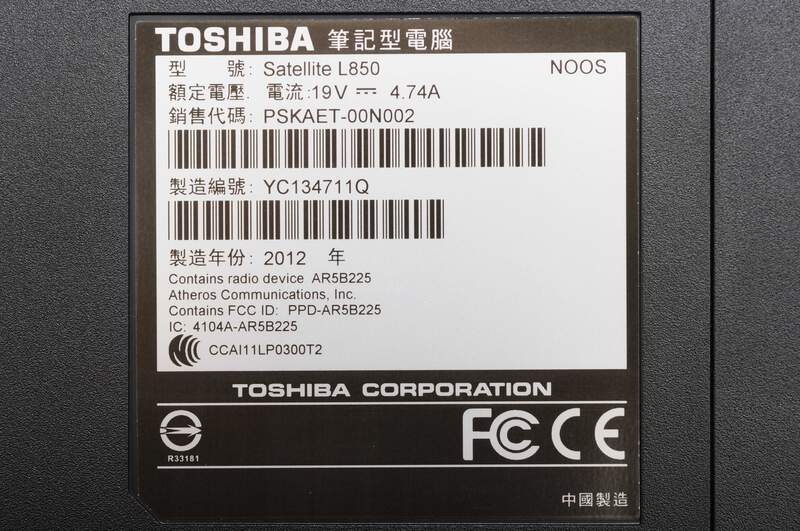 TOSHIBA 筆記型電腦
型 號: Satellite L850 NOOS
額定電壓. 電流:19V ⎓ 4.74A
銷售代碼: PSKAET-00N002
製造編號: YC134711Q
製造年份: 2012 年
Contains radio device AR5B225
Atheros Communications, Inc.
Contains FCC ID: PPD-AR5B225
IC: 4104A-AR5B225
CCAI11LP0300T2
TOSHIBA CORPORATION
R33181
FC CE
中國製造